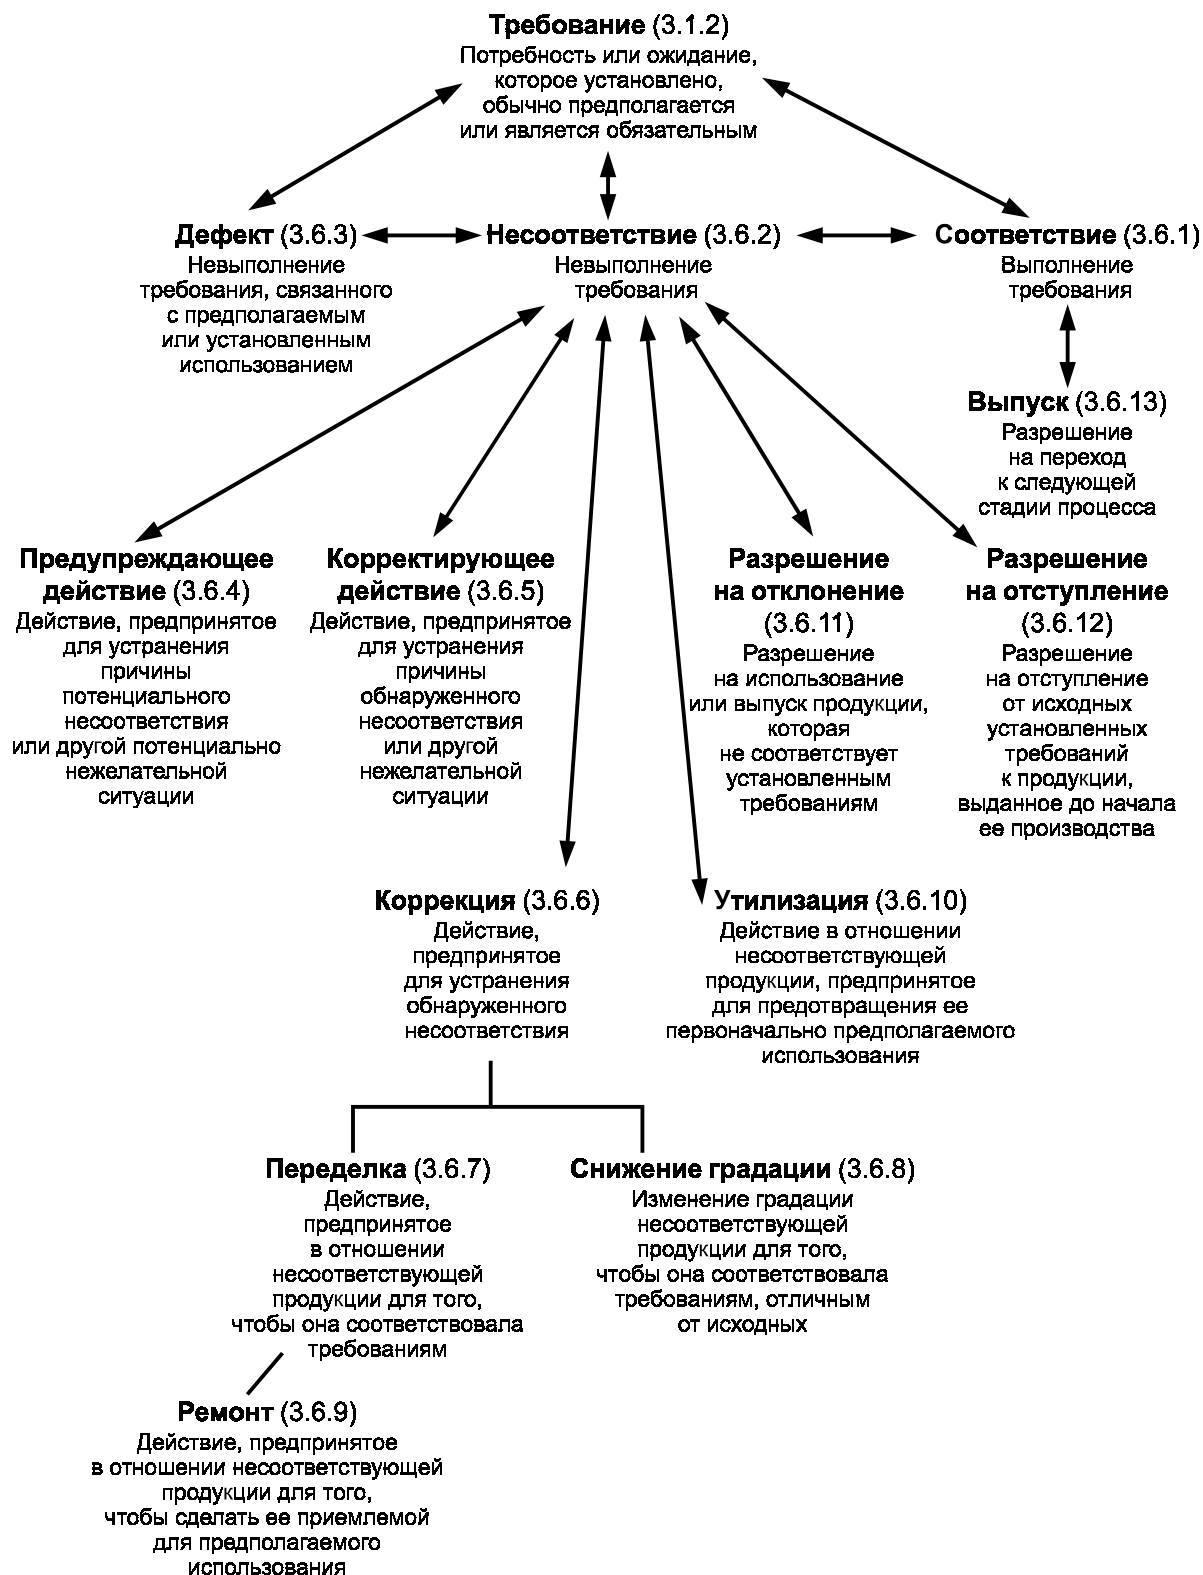 Требование (3.1.2)
Потребность или ожидание,
которое установлено,
обычно предполагается
или является обязательным
Дефект (3.6.3)
Невыполнение
требования, связанного
с предполагаемым
или установленным
использованием
Несоответствие (3.6.2)
Невыполнение
требования
Соответствие (3.6.1)
Выполнение
требования
Выпуск (3.6.13)
Разрешение
на переход
к следующей
стадии процесса
Предупреждающее
действие (3.6.4)
Действие, предпринятое
для устранения
причины
потенциального
несоответствия
или другой потенциально
нежелательной
ситуации
Корректирующее
действие (3.6.5)
Действие, предпринятое
для устранения
причины
обнаруженного
несоответствия
или другой
нежелательной
ситуации
Разрешение
на отклонение
(3.6.11)
Разрешение
на использование
или выпуск продукции,
которая
не соответствует
установленным
требованиям
Разрешение
на отступление
(3.6.12)
Разрешение
на отступление
от исходных
установленных
требований
к продукции,
выданное до начала
ее производства
Коррекция (3.6.6)
Действие,
предпринятое
для устранения
обнаруженного
несоответствия
Утилизация (3.6.10)
Действие в отношении
несоответствующей
продукции, предпринятое
для предотвращения ее
первоначально предполагаемого
использования
Переделка (3.6.7)
Действие,
предпринятое
в отношении
несоответствующей
продукции для того,
чтобы она соответствовала
требованиям
Снижение градации (3.6.8)
Изменение градации
несоответствующей
продукции для того,
чтобы она соответствовала
требованиям, отличным
от исходных
Ремонт (3.6.9)
Действие, предпринятое
в отношении несоответствующей
продукции для того,
чтобы сделать ее приемлемой
для предполагаемого
использования